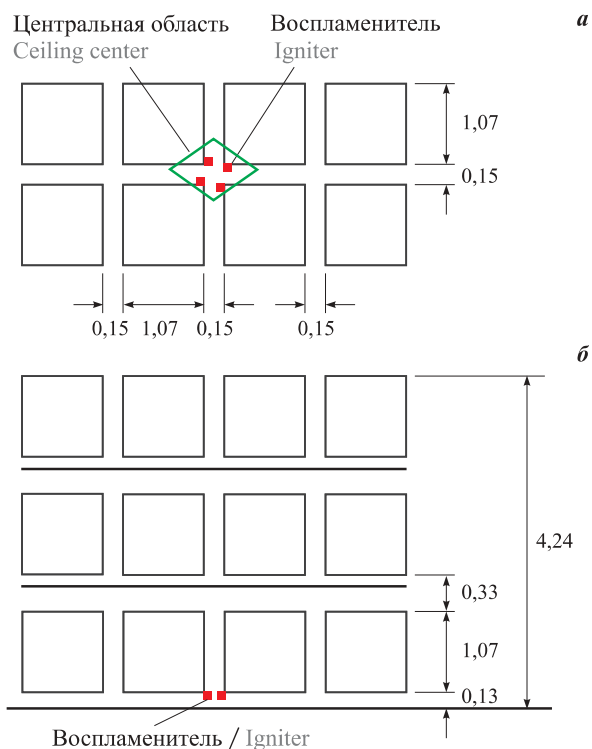 Центральная область
Ceiling center
Воспламенитель
Igniter
а
1,07
0,15
0,15 1,07 0,15 0,15
б
4,24
0,33
1,07
0,13
Воспламенитель / Igniter